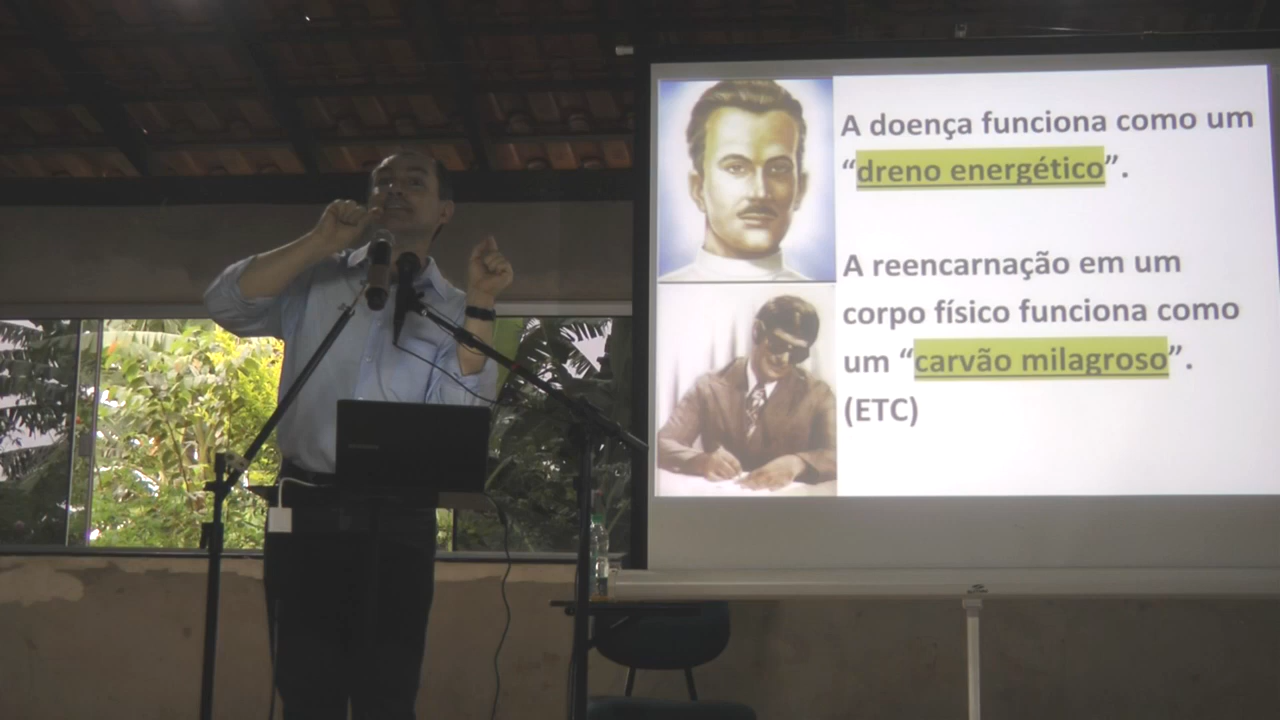 A doença funciona como um
“dreno energético”.
A reencarnação em um
corpo físico funciona como
um “carvão milagroso”.
(ETC)